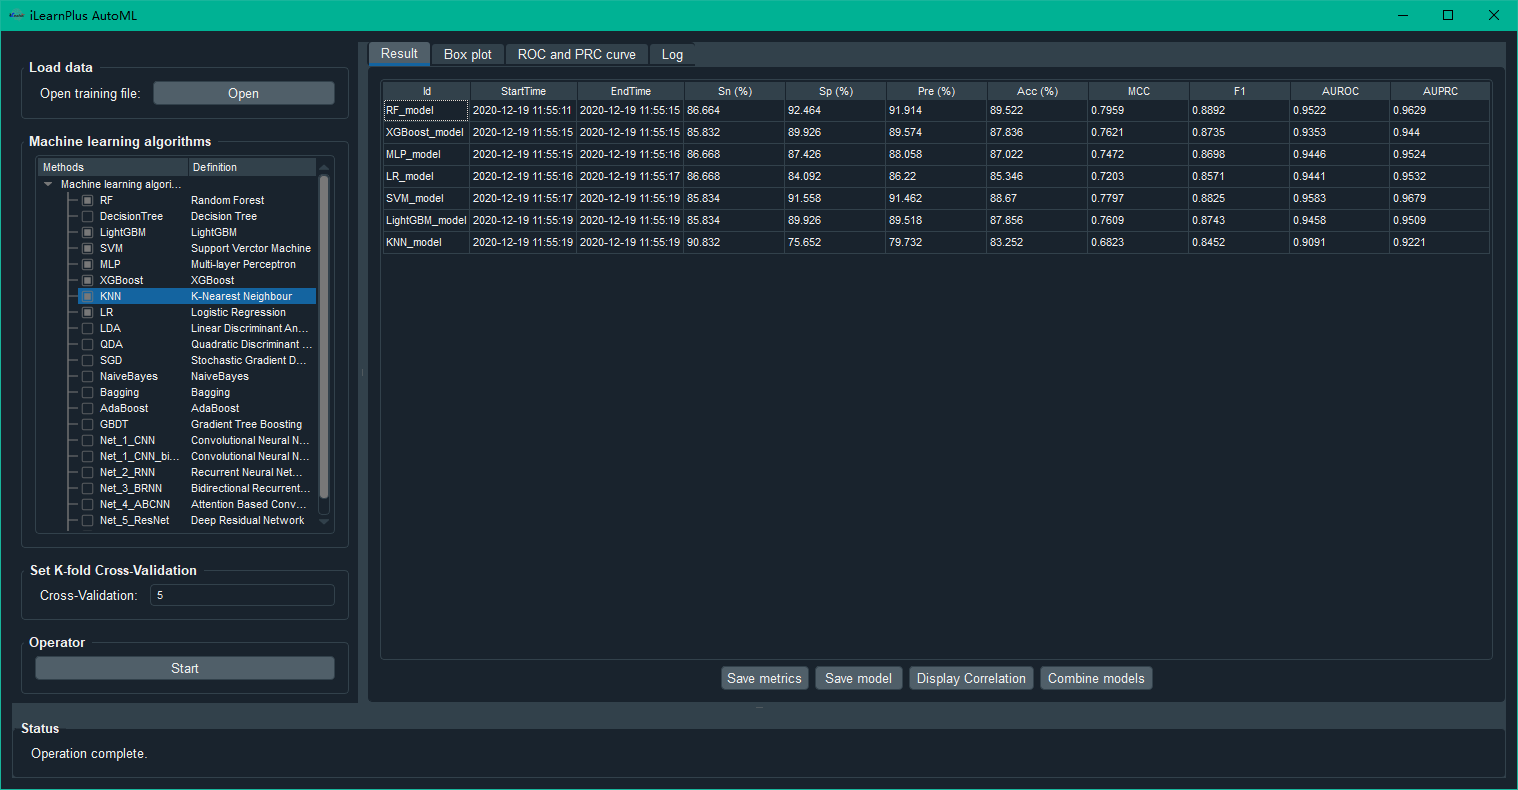 iLearnPlus AutoML
Load data
Open training file: Open
Machine learning algorithms
Methods Definition
Machine learning algori...
RF Random Forest
DecisionTree Decision Tree
LightGBM LightGBM
SVM Support Verctor Machine
MLP Multi-layer Perceptron
XGBoost XGBoost
KNN K-Nearest Neighbour
LR Logistic Regression
LDA Linear Discriminant An...
QDA Quadratic Discriminant ...
SGD Stochastic Gradient D...
NaiveBayes NaiveBayes
Bagging Bagging
AdaBoost AdaBoost
GBDT Gradient Tree Boosting
Net_1_CNN Convolutional Neural N...
Net_1_CNN_bi... Convolutional Neural N...
Net_2_RNN Recurrent Neural Net...
Net_3_BRNN Bidirectional Recurrent...
Net_4_ABCNN Attention Based Conv...
Net_5_ResNet Deep Residual Network
Set K-fold Cross-Validation
Cross-Validation: 5
Operator
Start
Result Box plot ROC and PRC curve Log
Id StartTime EndTime Sn (%) Sp (%) Pre (%) Acc (%) MCC F1 AUROC AUPRC
RF_model 2020-12-19 11:55:11 2020-12-19 11:55:15 86.664 92.464 91.914 89.522 0.7959 0.8892 0.9522 0.9629
XGBoost_model 2020-12-19 11:55:15 2020-12-19 11:55:15 85.832 89.926 89.574 87.836 0.7621 0.8735 0.9353 0.944
MLP_model 2020-12-19 11:55:15 2020-12-19 11:55:16 86.668 87.426 88.058 87.022 0.7472 0.8698 0.9446 0.9524
LR_model 2020-12-19 11:55:16 2020-12-19 11:55:17 86.668 84.092 86.22 85.346 0.7203 0.8571 0.9441 0.9532
SVM_model 2020-12-19 11:55:17 2020-12-19 11:55:19 85.834 91.558 91.462 88.67 0.7797 0.8825 0.9583 0.9679
LightGBM_model 2020-12-19 11:55:19 2020-12-19 11:55:19 85.834 89.926 89.518 87.856 0.7609 0.8743 0.9458 0.9509
KNN_model 2020-12-19 11:55:19 2020-12-19 11:55:19 90.832 75.652 79.732 83.252 0.6823 0.8452 0.9091 0.9221
Save metrics Save model Display Correlation Combine models
Status
Operation complete.